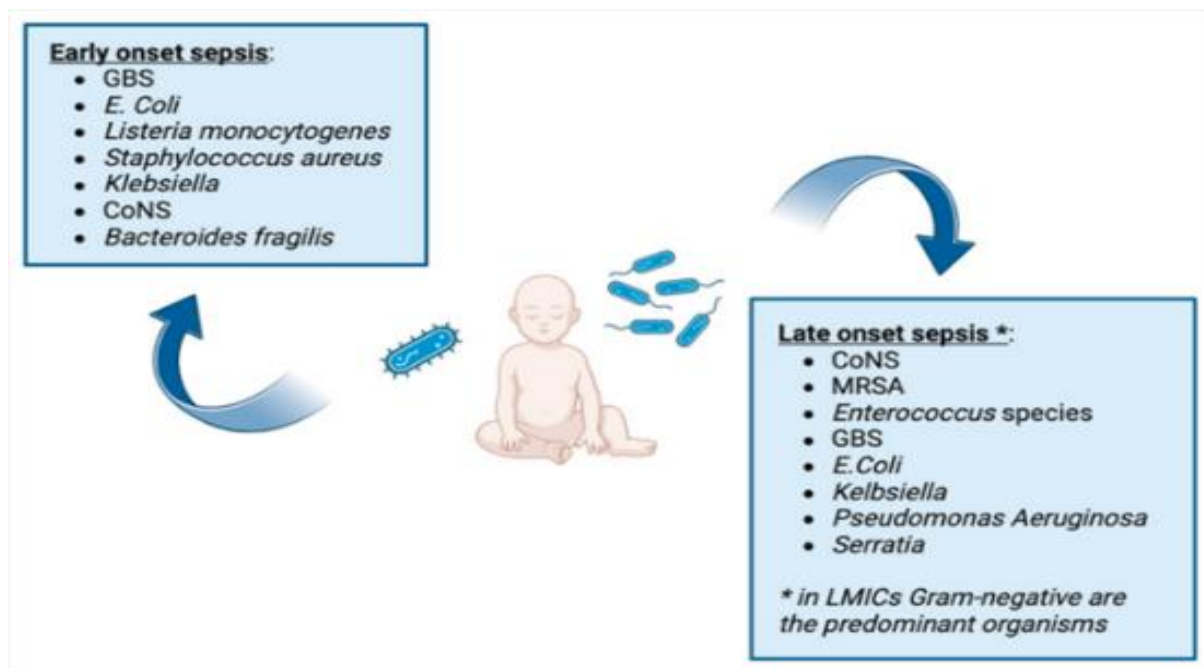 Early onset sepsis:
• GBS
• E. Coli
• Listeria monocytogenes
• Staphylococcus aureus
• Klebsiella
• CoNS
• Bacteroides fragilis
Late onset sepsis *:
• CoNS
• MRSA
• Enterococcus species
• GBS
• E.Coli
• Kelbsiella
• Pseudomonas Aeruginosa
• Serratia
* in LMICs Gram-negative are
the predominant organisms